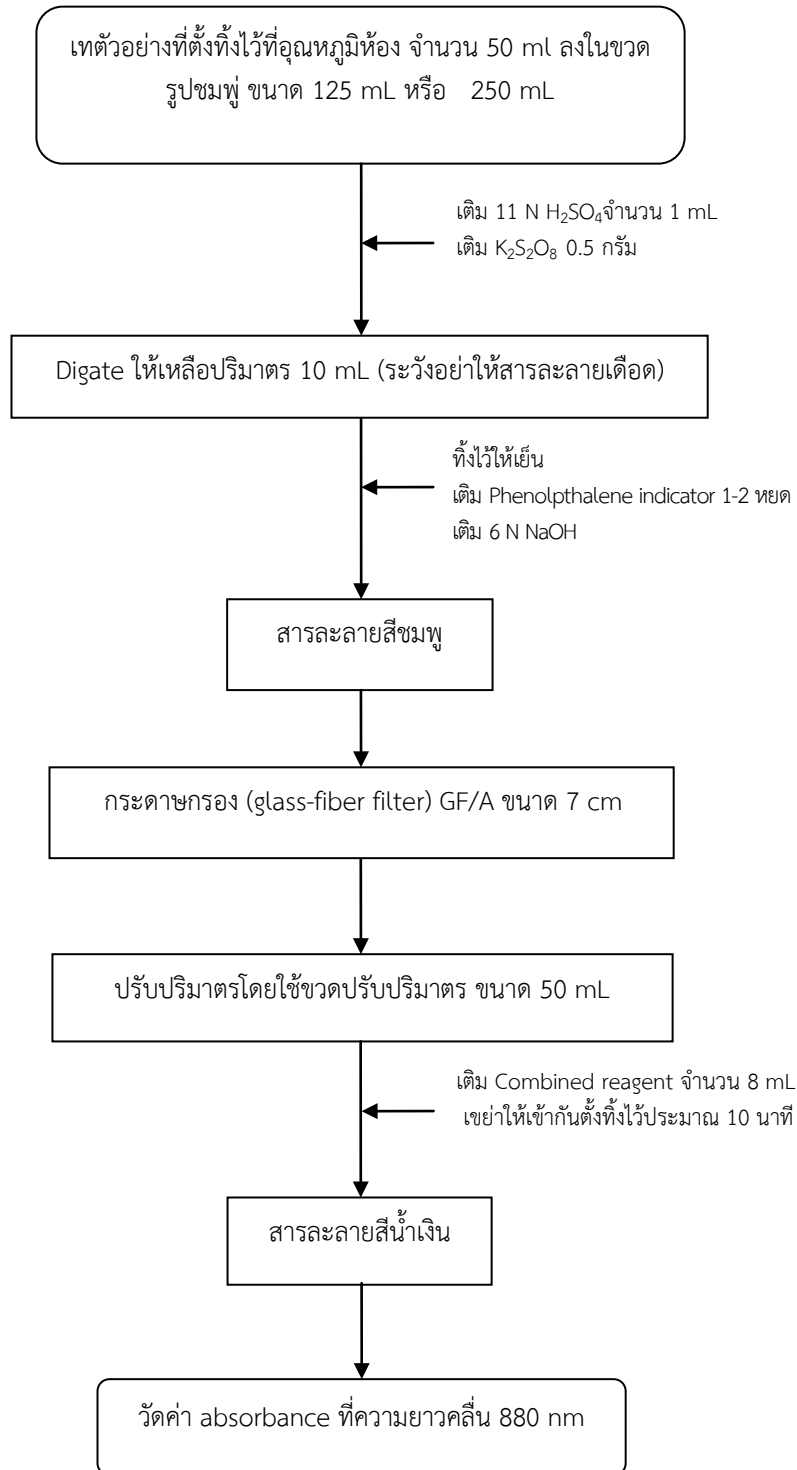 เทตัวอย่างที่ตั้งทิ้งไว้ที่อุณหภูมิห้อง จำนวน 50 ml ลงในขวด
รูปชมพู่ ขนาด 125 mL หรือ 250 mL
เติม 11 N H₂SO₄จำนวน 1 mL
เติม K₂S₂O₈ 0.5 กรัม
Digate ให้เหลือปริมาตร 10 mL (ระวังอย่าให้สารละลายเดือด)
ทิ้งไว้ให้เย็น
เติม Phenolpthalene indicator 1-2 หยด
เติม 6 N NaOH
สารละลายสีชมพู
กระดาษกรอง (glass-fiber filter) GF/A ขนาด 7 cm
ปรับปริมาตรโดยใช้ขวดปรับปริมาตร ขนาด 50 mL
เติม Combined reagent จำนวน 8 mL
เขย่าให้เข้ากันตั้งทิ้งไว้ประมาณ 10 นาที
สารละลายสีน้ำเงิน
วัดค่า absorbance ที่ความยาวคลื่น 880 nm